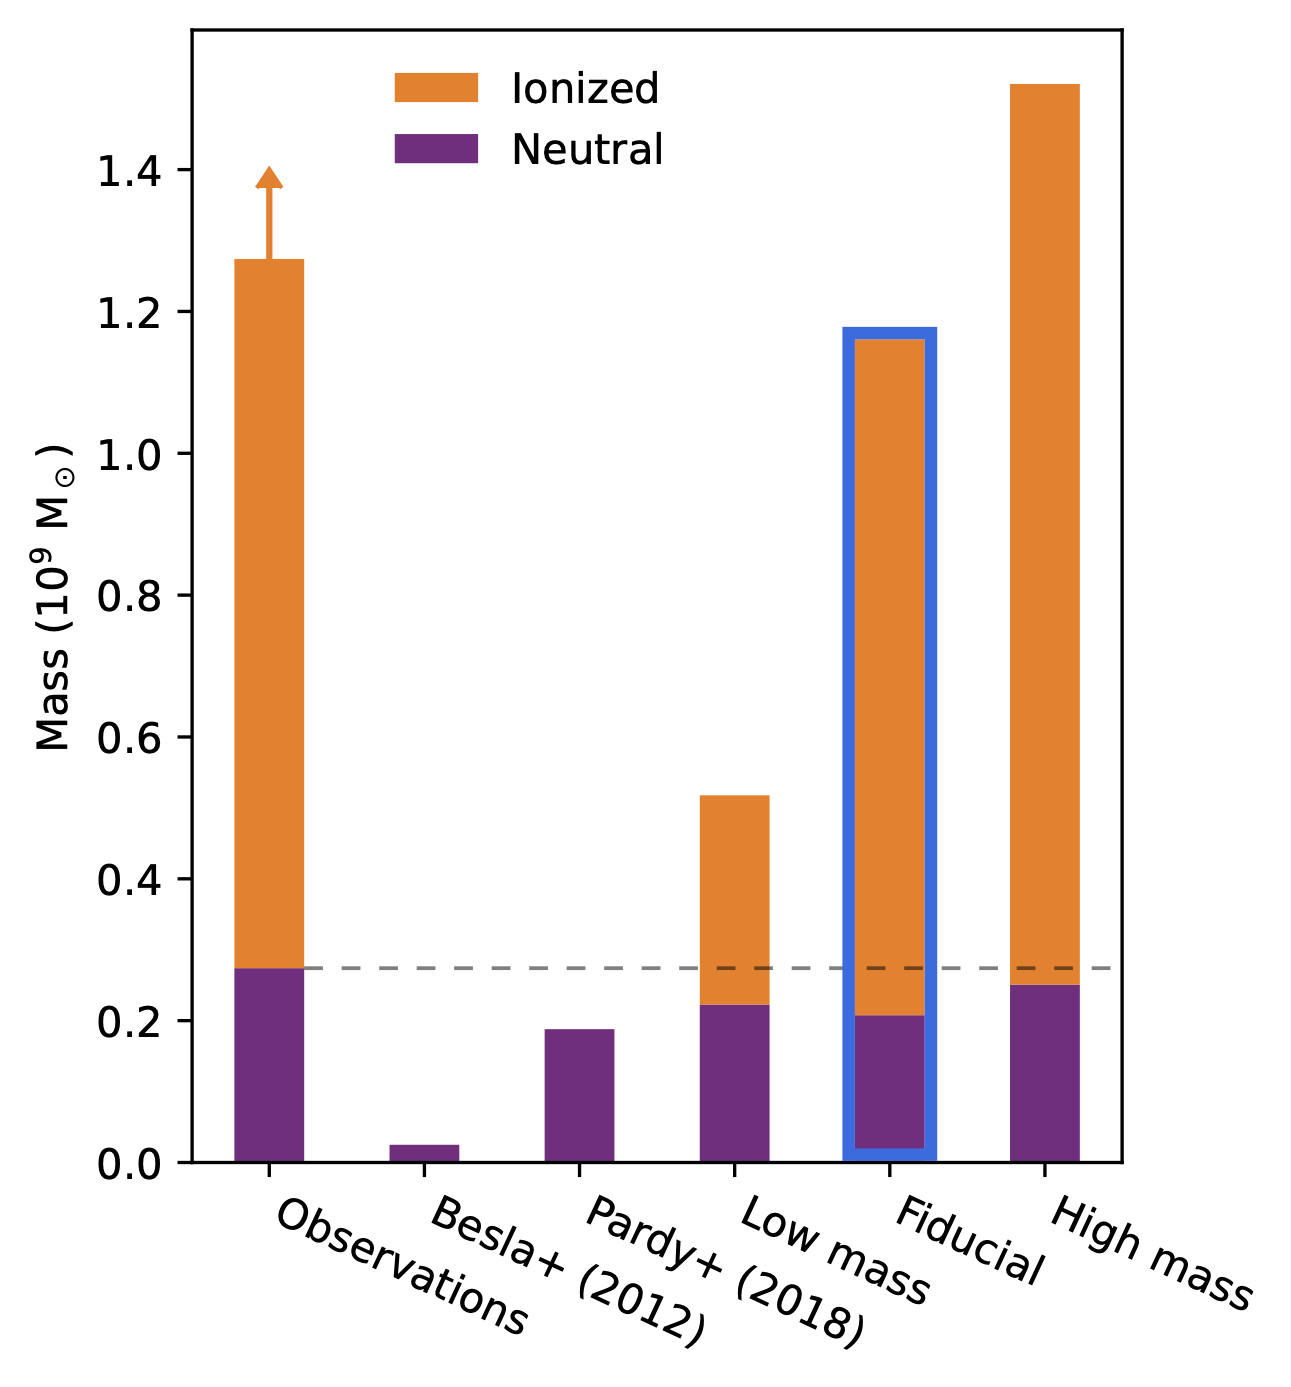 Ionized
Neutral
1.4
1.2
1.0
0.8
0.6
0.4
0.2
0.0
Mass (10⁹ M⊙)
Observations
Besla+ (2012)
Pardy+ (2018)
Low mass
Fiducial
High mass